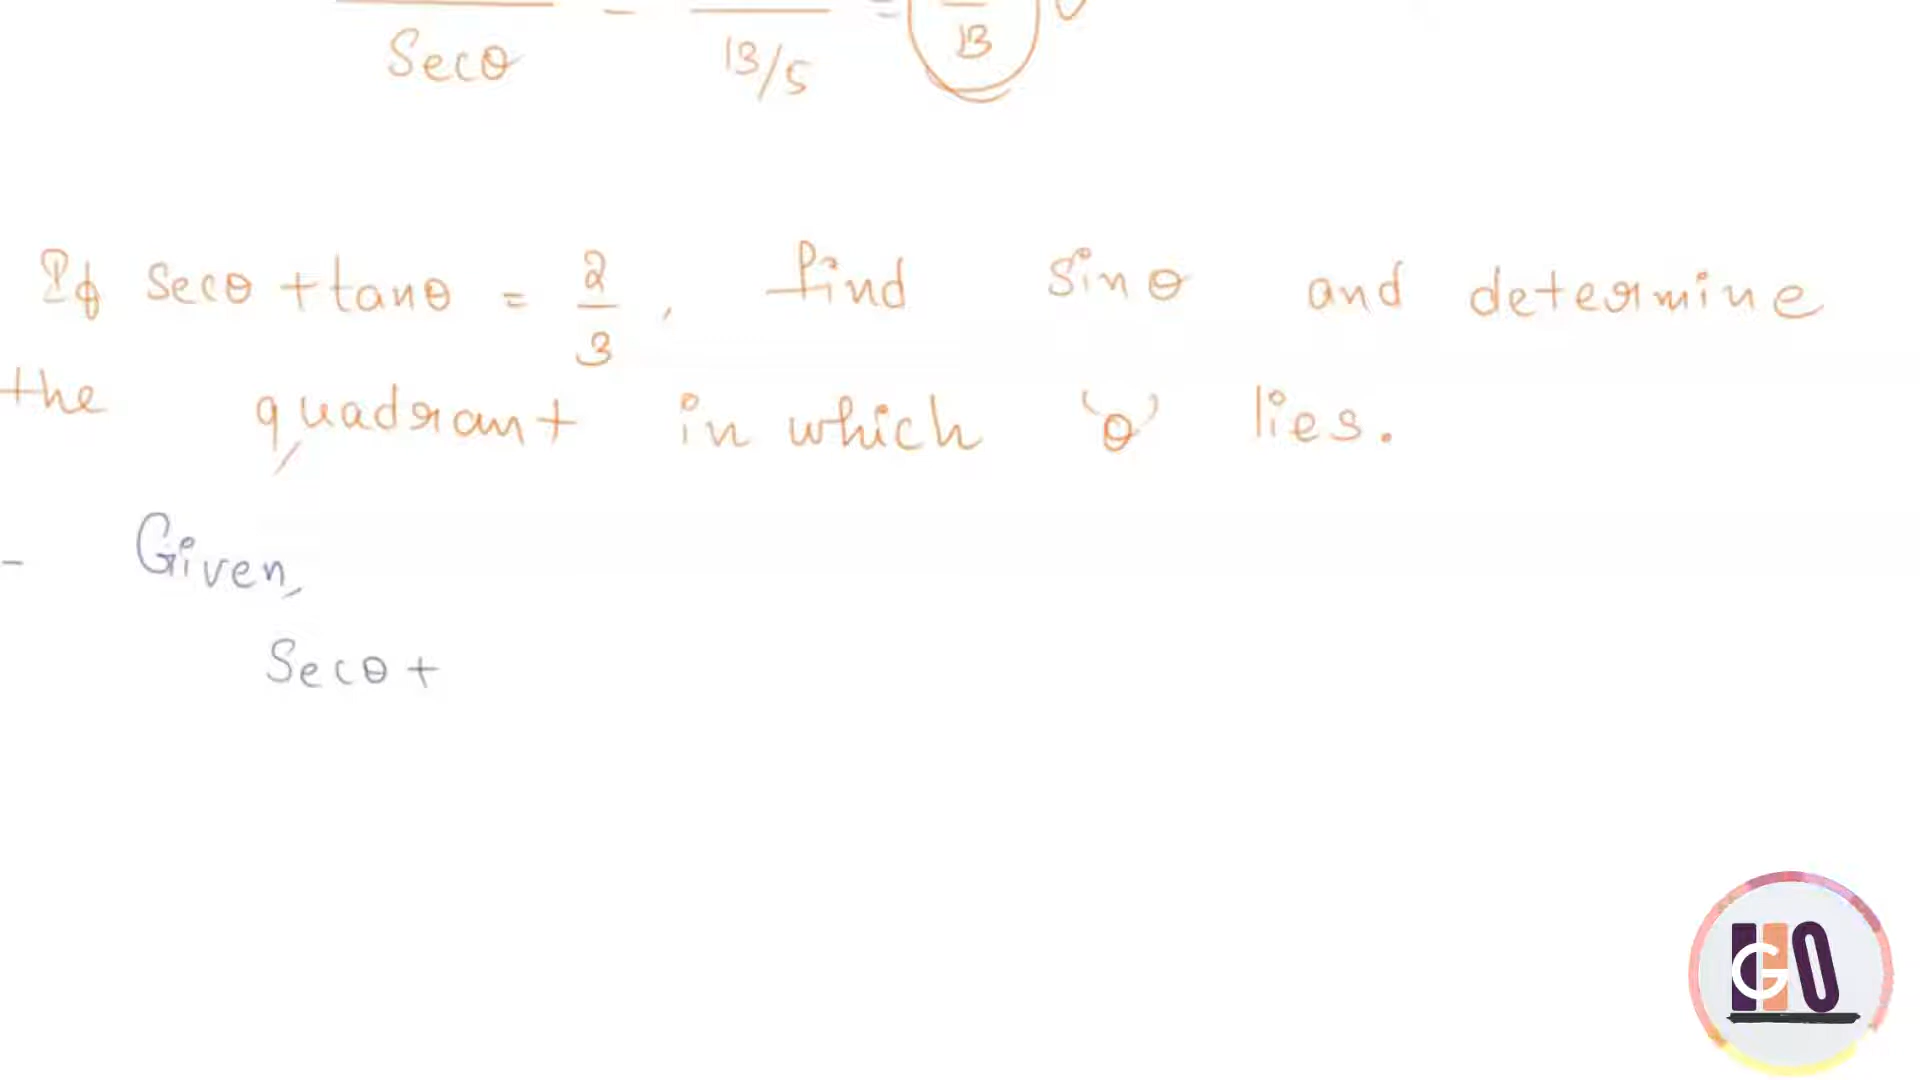 Secθ - 13/5 = 13
If secθ + tanθ = 2/3, find sinθ and determine
the quadrant in which 'θ' lies.
- Given,
Secθ +
GO